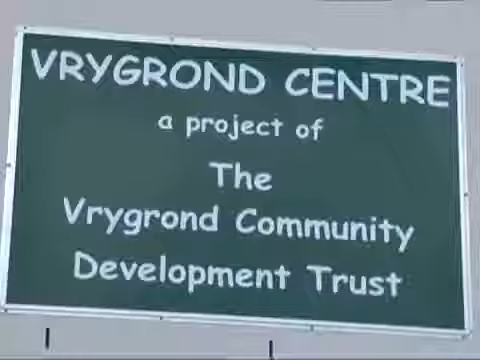 VRYGROND CENTRE
a project of
The
Vrygrond Community
Development Trust